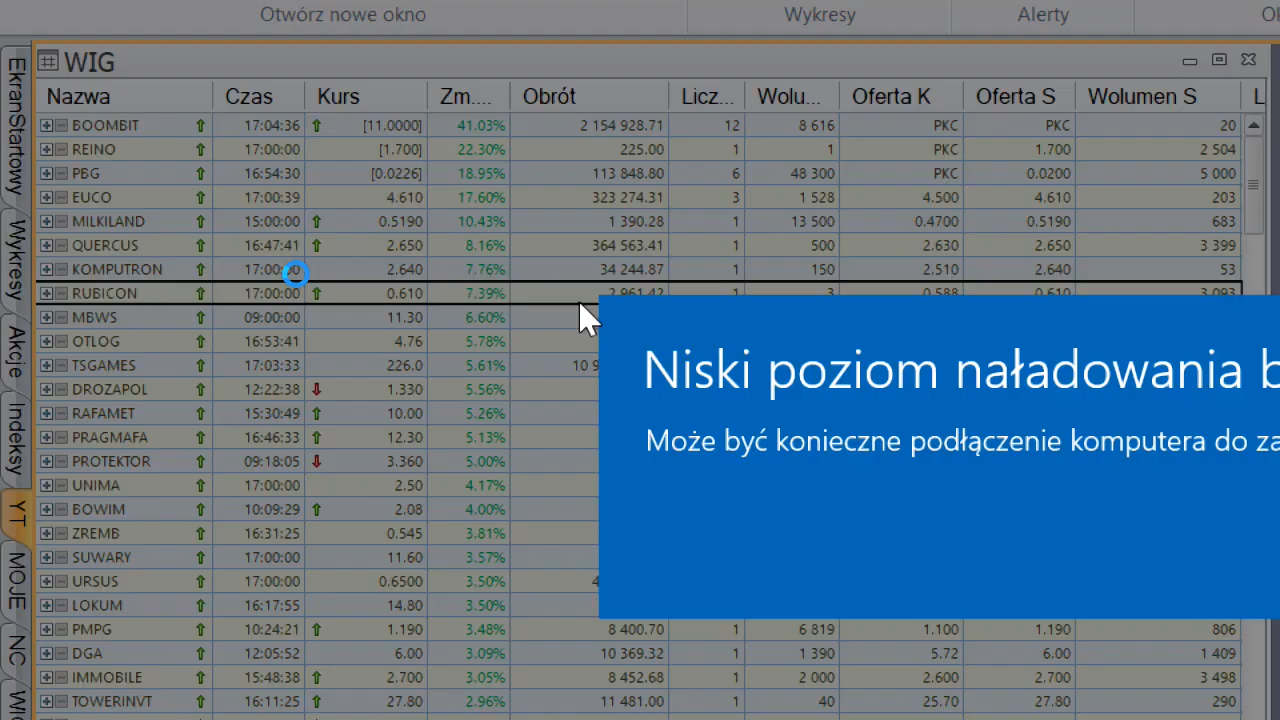 Otwórz nowe okno Wykresy Alerty
WIG
Nazwa Czas Kurs Zm.... Obrót Licz... Wolu... Oferta K Oferta S Wolumen S L
BOOMBIT 17:04:36 [11.0000] 41.03% 2 154 928.71 12 8 616 PKC PKC 20
REINO 17:00:00 [1.700] 22.30% 225.00 1 1 PKC 1.700 2 504
PBG 16:54:30 [0.0226] 18.95% 113 848.80 6 48 300 PKC 0.0200 5 000
EUCO 17:00:39 4.610 17.60% 323 274.31 3 1 528 4.500 4.610 203
MILKILAND 15:00:00 0.5190 10.43% 1 390.28 1 13 500 0.4700 0.5190 683
QUERCUS 16:47:41 2.650 8.16% 364 563.41 1 500 2.630 2.650 3 399
KOMPUTRON 2.640 7.76% 34 244.87 1 150 2.510 2.640 53
RUBICON 17:00:00 0.610 7.39% 2 961.42 1 3 0.588 0.610 3 093
MBWS 09:00:00 11.30 6.60%
OTLOG 16:53:41 4.76 5.78%
TSGAMES 17:03:33 226.0 5.61% 10 9
DROZAPOL 12:22:38 1.330 5.56%
RAFAMET 15:30:49 10.00 5.26%
PRAGMAFA 16:46:33 12.30 5.13%
PROTEKTOR 09:18:05 3.360 5.00%
UNIMA 17:00:00 2.50 4.17%
BOWIM 10:09:29 2.08 4.00%
ZREMB 16:31:25 0.545 3.81%
SUWARY 17:00:00 11.60 3.57%
URSUS 17:00:00 0.6500 3.50% 4
LOKUM 16:17:55 14.80 3.50%
PMPG 10:24:21 1.190 3.48% 8 400.70 1 6 819 1.100 1.190 806
DGA 12:05:52 6.00 3.09% 10 369.32 1 1 390 5.72 6.00 1 409
IMMOBILE 15:48:38 2.700 3.05% 8 452.68 1 2 000 2.600 2.700 3 498
TOWERINVT 16:11:25 27.80 2.96% 11 481.00 1 40 25.70 27.80 290
Niski poziom naładowania b
Może być konieczne podłączenie komputera do za
EkranStartowy
Wykresy
Akcje
Indeksy
YT
MOJE
NC